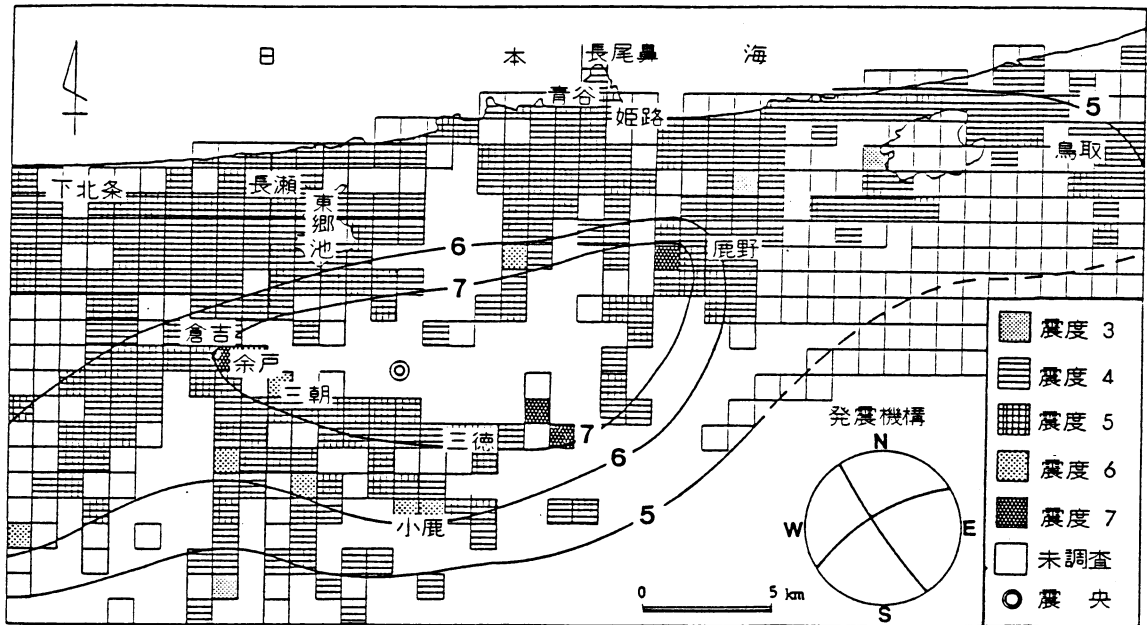 日本海
長尾鼻
青谷
姫路
5
鳥取
下北条
長瀬
東郷池
6
鹿野
7
倉吉
余戸
三朝
三徳
7
6
5
小鹿
発震機構
N
W
E
S
0 5 km
震度 3
震度 4
震度 5
震度 6
震度 7
未調査
震央